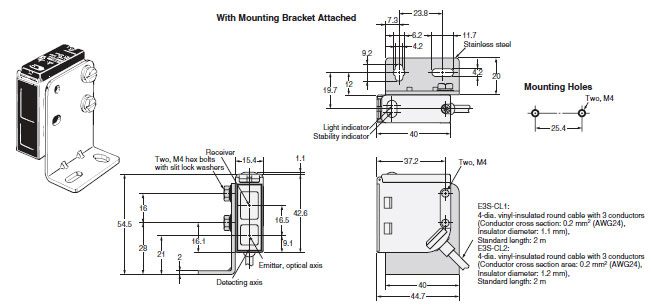 With Mounting Bracket Attached
23.8
7.3
6.2
11.7
4.2
Stainless steel
9.2
4.2
20
19.7
12
Light indicator
Stability indicator
40
Mounting Holes
Two, M4
25.4
Receiver
Two, M4 hex bolts
with slit lock washers
15.4
1.1
54.5
16
28
21
16.1
2
16.5
9.1
42.6
Emitter, optical axis
Detecting axis
37.2
Two, M4
40
44.7
E3S-CL1:
4-dia. vinyl-insulated round cable with 3 conductors
(Conductor cross section: 0.2 mm² (AWG24),
Insulator diameter: 1.1 mm),
Standard length: 2 m
E3S-CL2:
4-dia. vinyl-insulated round cable with 3 conductors
(Conductor cross section area: 0.2 mm² (AWG24),
Insulator diameter: 1.2 mm),
Standard length: 2 m